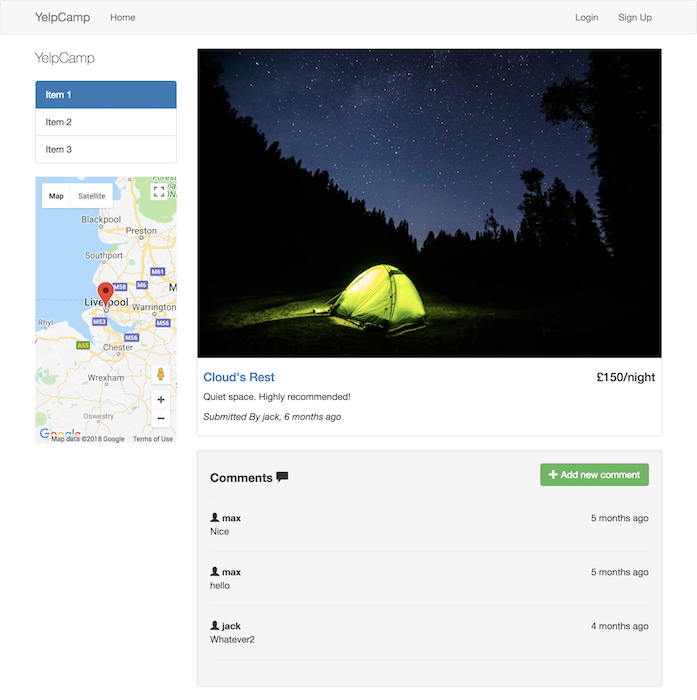 YelpCamp Home Login Sign Up
YelpCamp
Item 1
Item 2
Item 3
Map Satellite
Forest
Bowland
Blackpool
Preston
Southport
M61
M58 M6
M
Liverpool
Warrington
M53 M56
Rhyl
M56
A55
Chester
Wrexham
Oswestry
Google
Map data ©2018 Google Terms of Use
Cloud's Rest £150/night
Quiet space. Highly recommended!
Submitted By jack, 6 months ago
Comments
Add new comment
max 5 months ago
Nice
max 5 months ago
hello
jack 4 months ago
Whatever2